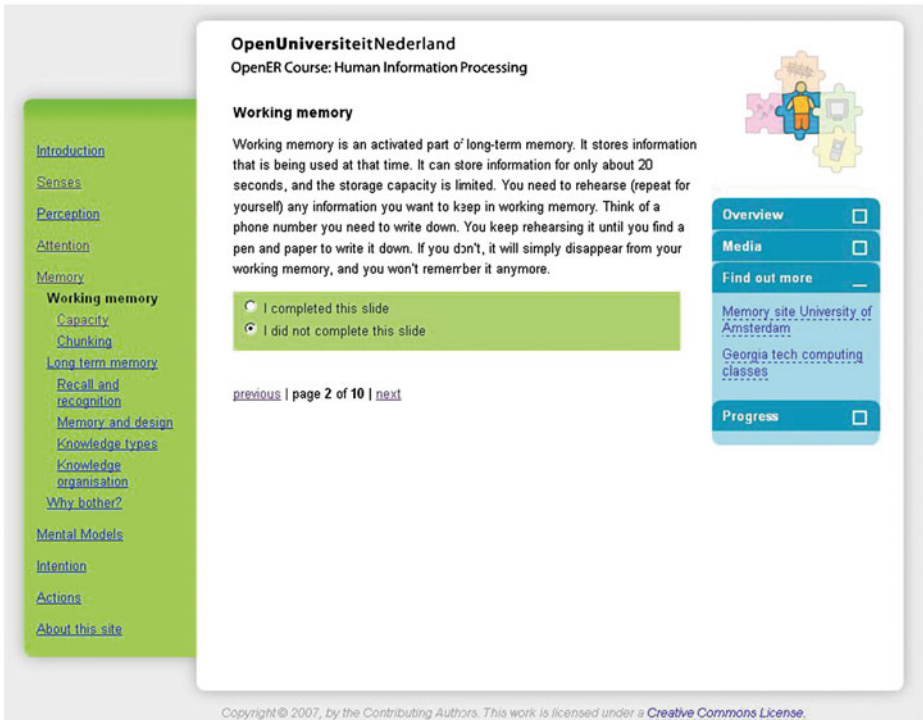 OpenUniversiteitNederland
OpenER Course: Human Information Processing
Introduction
Senses
Perception
Attention
Memory
Working memory
Capacity
Chunking
Long term memory
Recall and
recognition
Memory and design
Knowledge types
Knowledge
organisation
Why bother?
Mental Models
Intention
Actions
About this site
Working memory
Working memory is an activated part of long-term memory. It stores information
that is being used at that time. It can store information for only about 20
seconds, and the storage capacity is limited. You need to rehearse (repeat for
yourself) any information you want to keep in working memory. Think of a
phone number you need to write down. You keep rehearsing it until you find a
pen and paper to write it down. If you don't, it will simply disappear from your
working memory, and you won't remember it anymore.
I completed this slide
I did not complete this slide
previous | page 2 of 10 | next
Overview
Media
Find out more
Memory site University of
Amsterdam
Georgia tech computing
classes
Progress
Copyright © 2007, by the Contributing Authors. This work is licensed under a Creative Commons License.